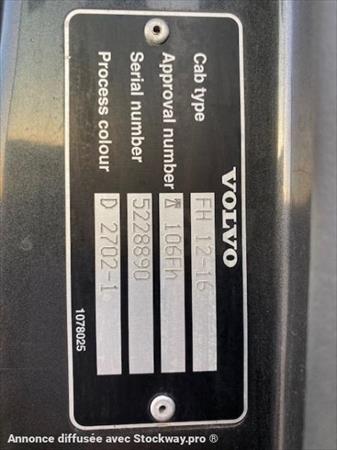 VOLVO
Cab type FH 12-16
Approval number 106Fh
Serial number 5228890
Process colour D 2702-1
1078025
Annonce diffusée avec Stockway.pro ®